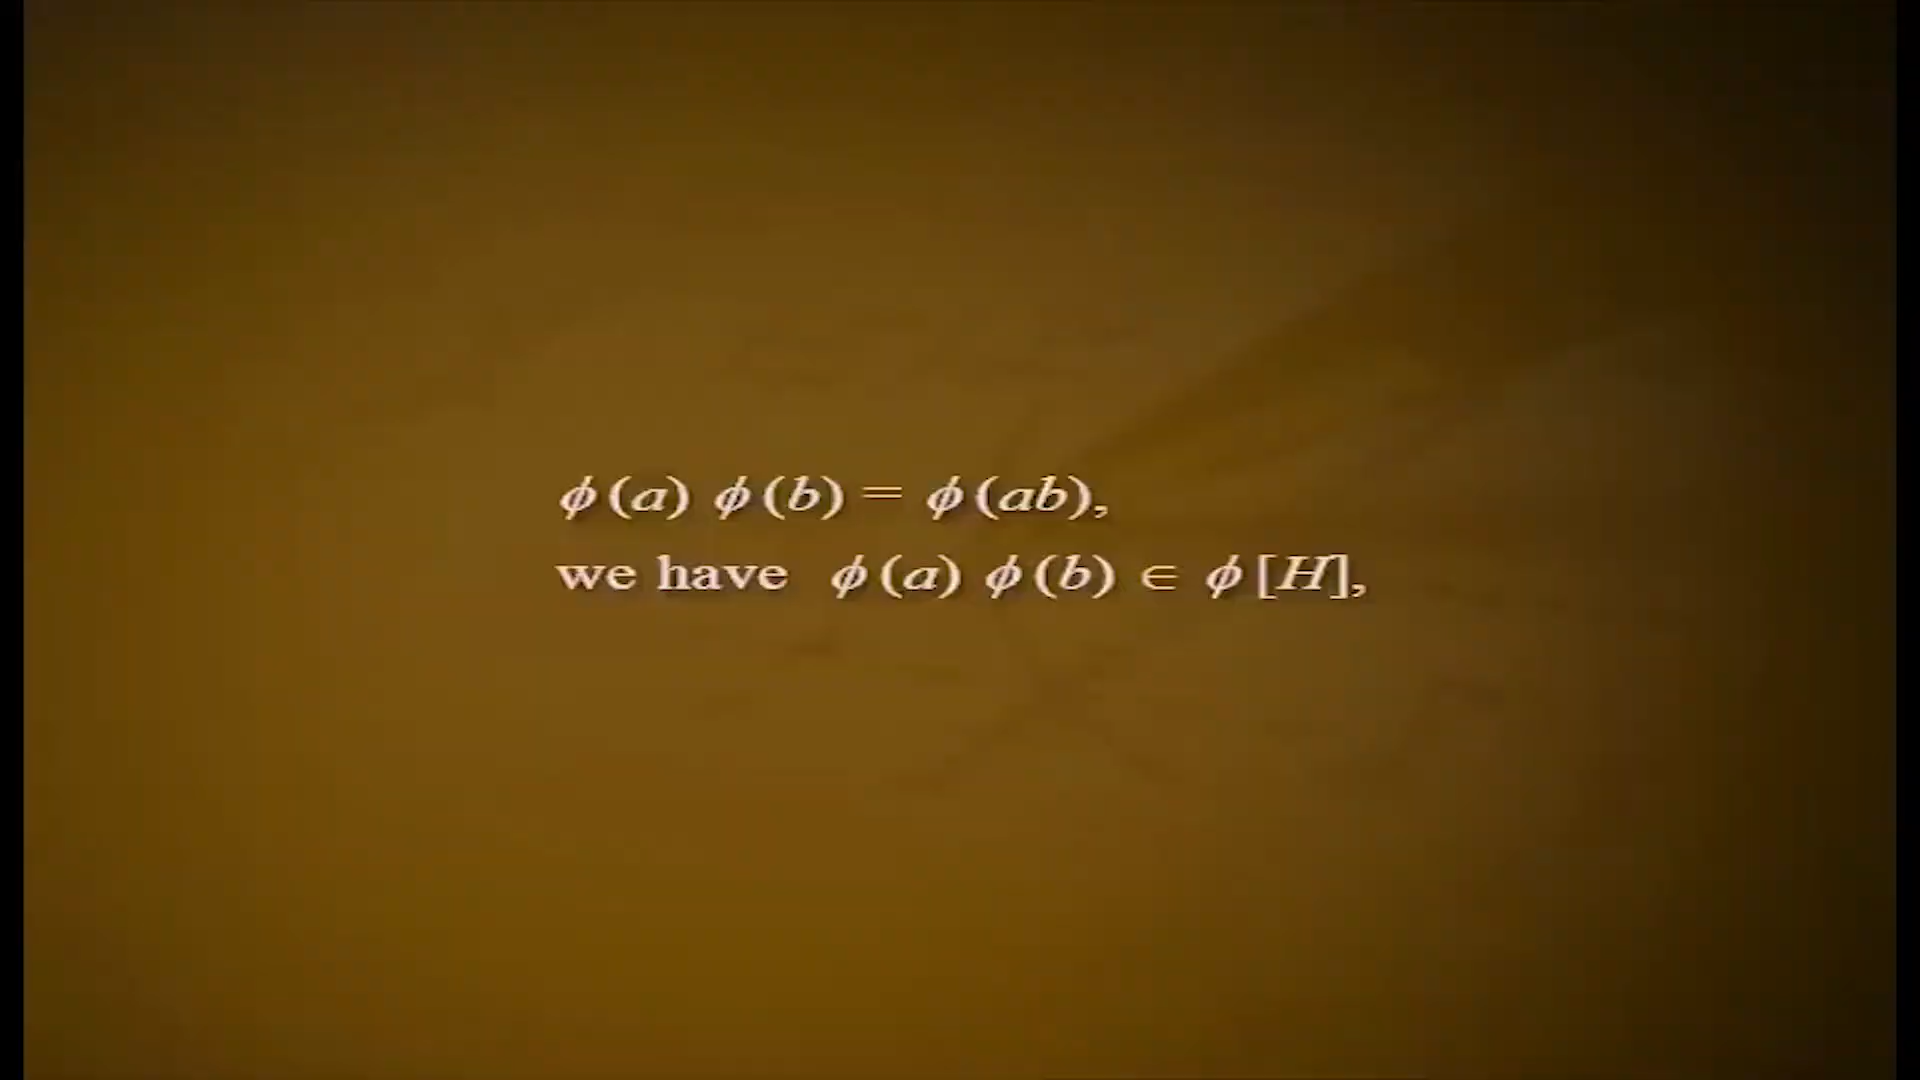 ϕ(a) ϕ(b) = ϕ(ab),
we have ϕ(a) ϕ(b) ∈ ϕ[H],